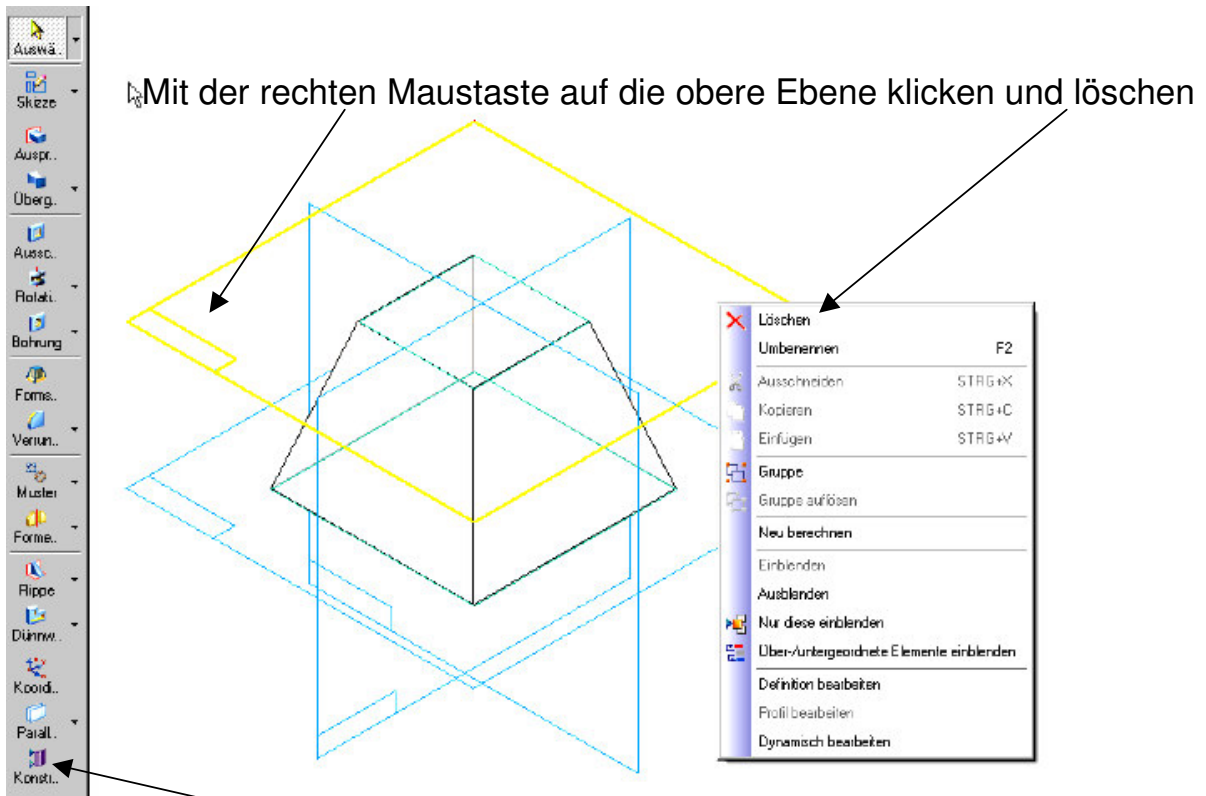 Auswä..
Skizze
Auspr..
Überg..
Aussc..
Rotati..
Bohrung
Forms..
Verrun..
Muster
Forme..
Rippe
Dünnw..
Koordi..
Parall..
Konstr..
Mit der rechten Maustaste auf die obere Ebene klicken und löschen
Löschen
Umbenennen F2
Ausschneiden STRG+X
Kopieren STRG+C
Einfügen STRG+V
Gruppe
Gruppe auflösen
Neu berechnen
Einblenden
Ausblenden
Nur diese einblenden
Über-/untergeordnete Elemente einblenden
Definition bearbeiten
Profil bearbeiten
Dynamisch bearbeiten